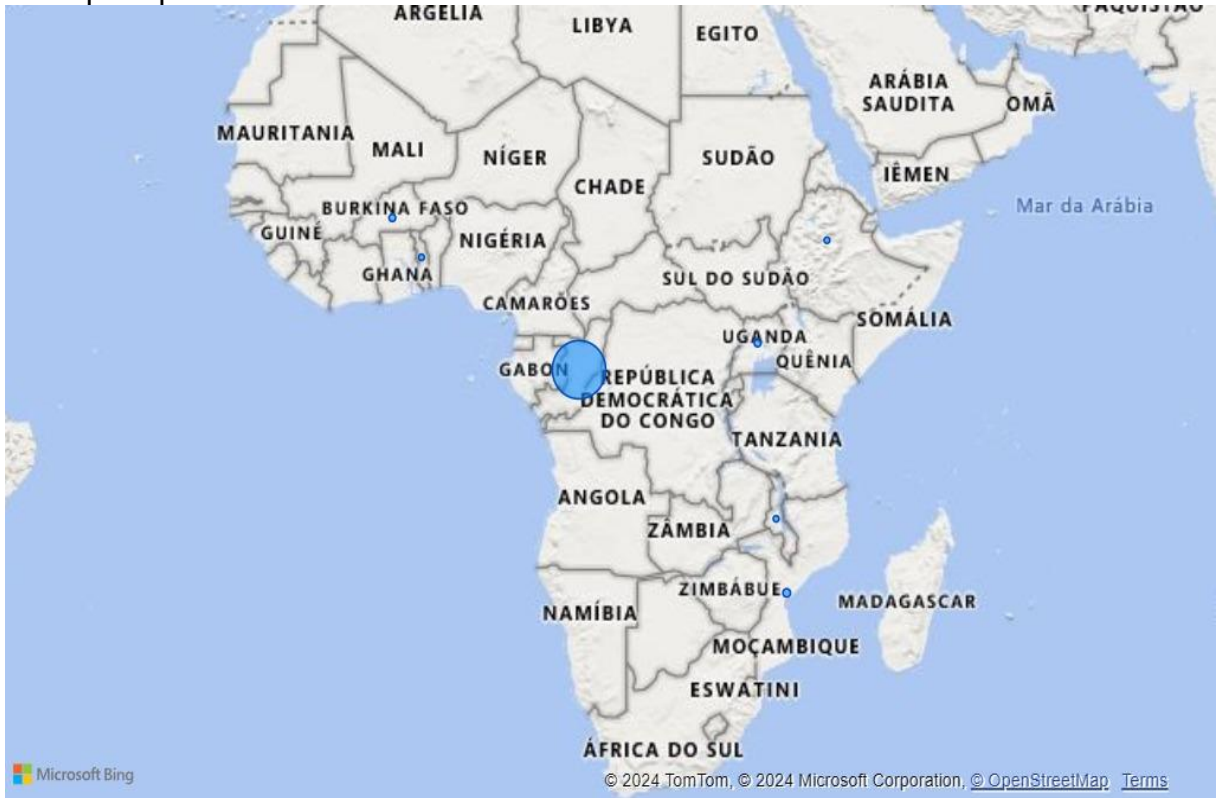 ARGÉLIA
LIBYA
EGITO
PAQUISTÃO
ARÁBIA
SAUDITA
OMÃ
MAURITANIA
MALI
NÍGER
CHADE
SUDÃO
IÊMEN
Mar da Arábia
BURKINA FASO
GUINÉ
NIGÉRIA
GHANA
SUL DO SUDÃO
CAMARÕES
SOMÁLIA
UGANDA
QUÊNIA
GABON
REPÚBLICA
DEMOCRÁTICA
DO CONGO
TANZANIA
ANGOLA
ZÂMBIA
ZIMBÁBUE
MADAGASCAR
NAMÍBIA
MOÇAMBIQUE
ESWATINI
ÁFRICA DO SUL
Microsoft Bing
© 2024 TomTom, © 2024 Microsoft Corporation, © OpenStreetMap Terms